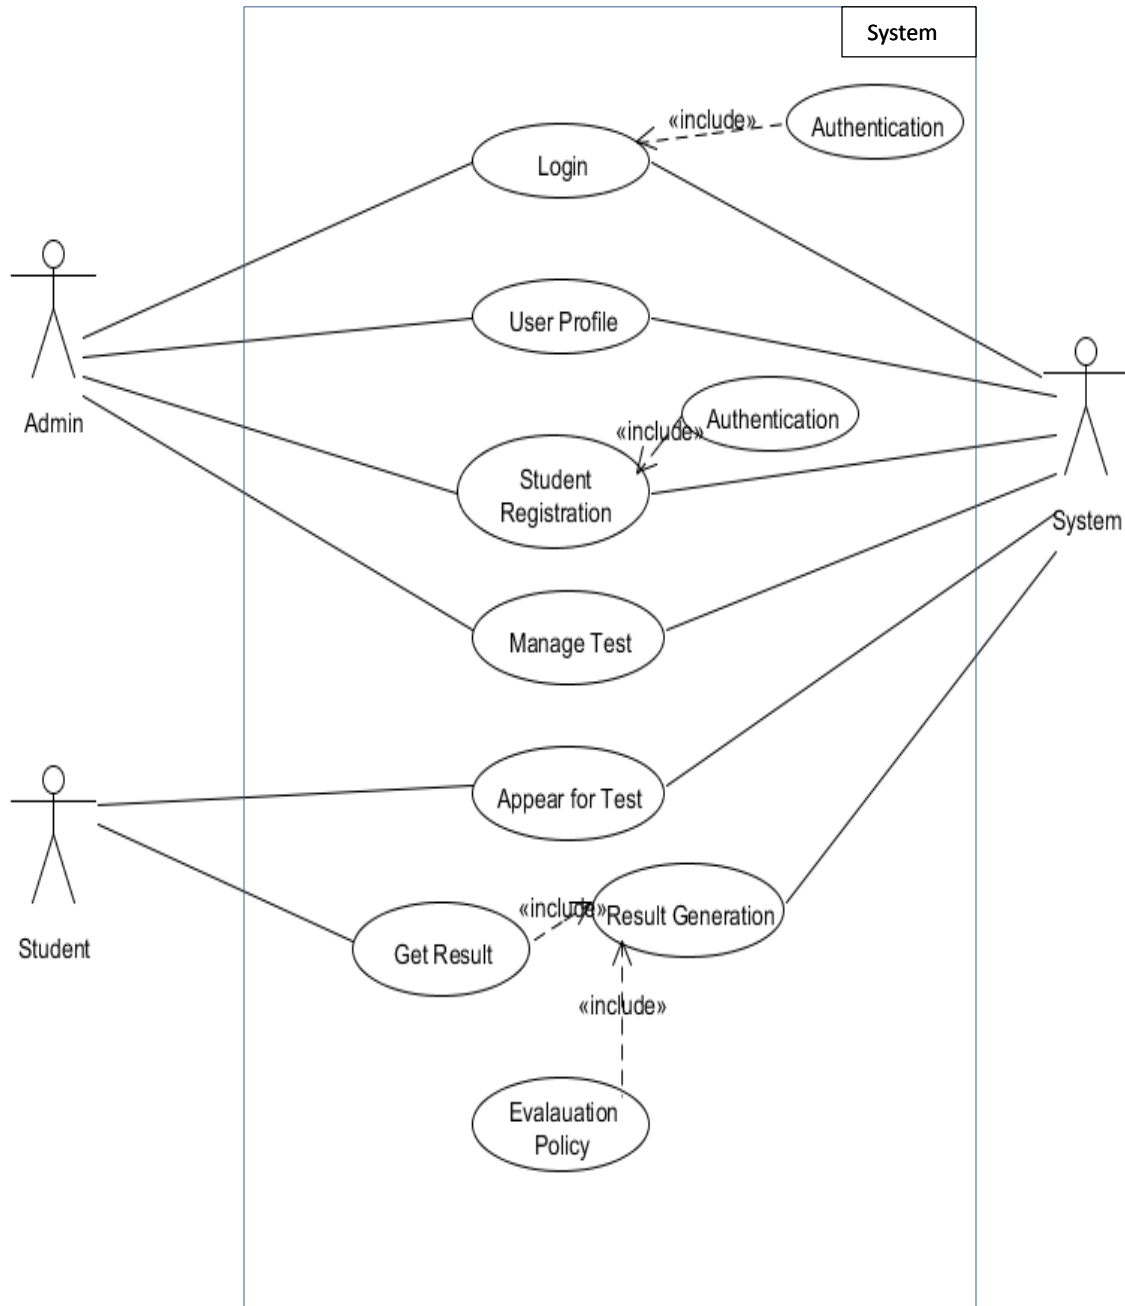 System
«include»
Authentication
Login
User Profile
Admin
Authentication
«include»
Student
Registration
System
Manage Test
Appear for Test
«include»
Result Generation
Student
Get Result
«include»
Evalauation
Policy